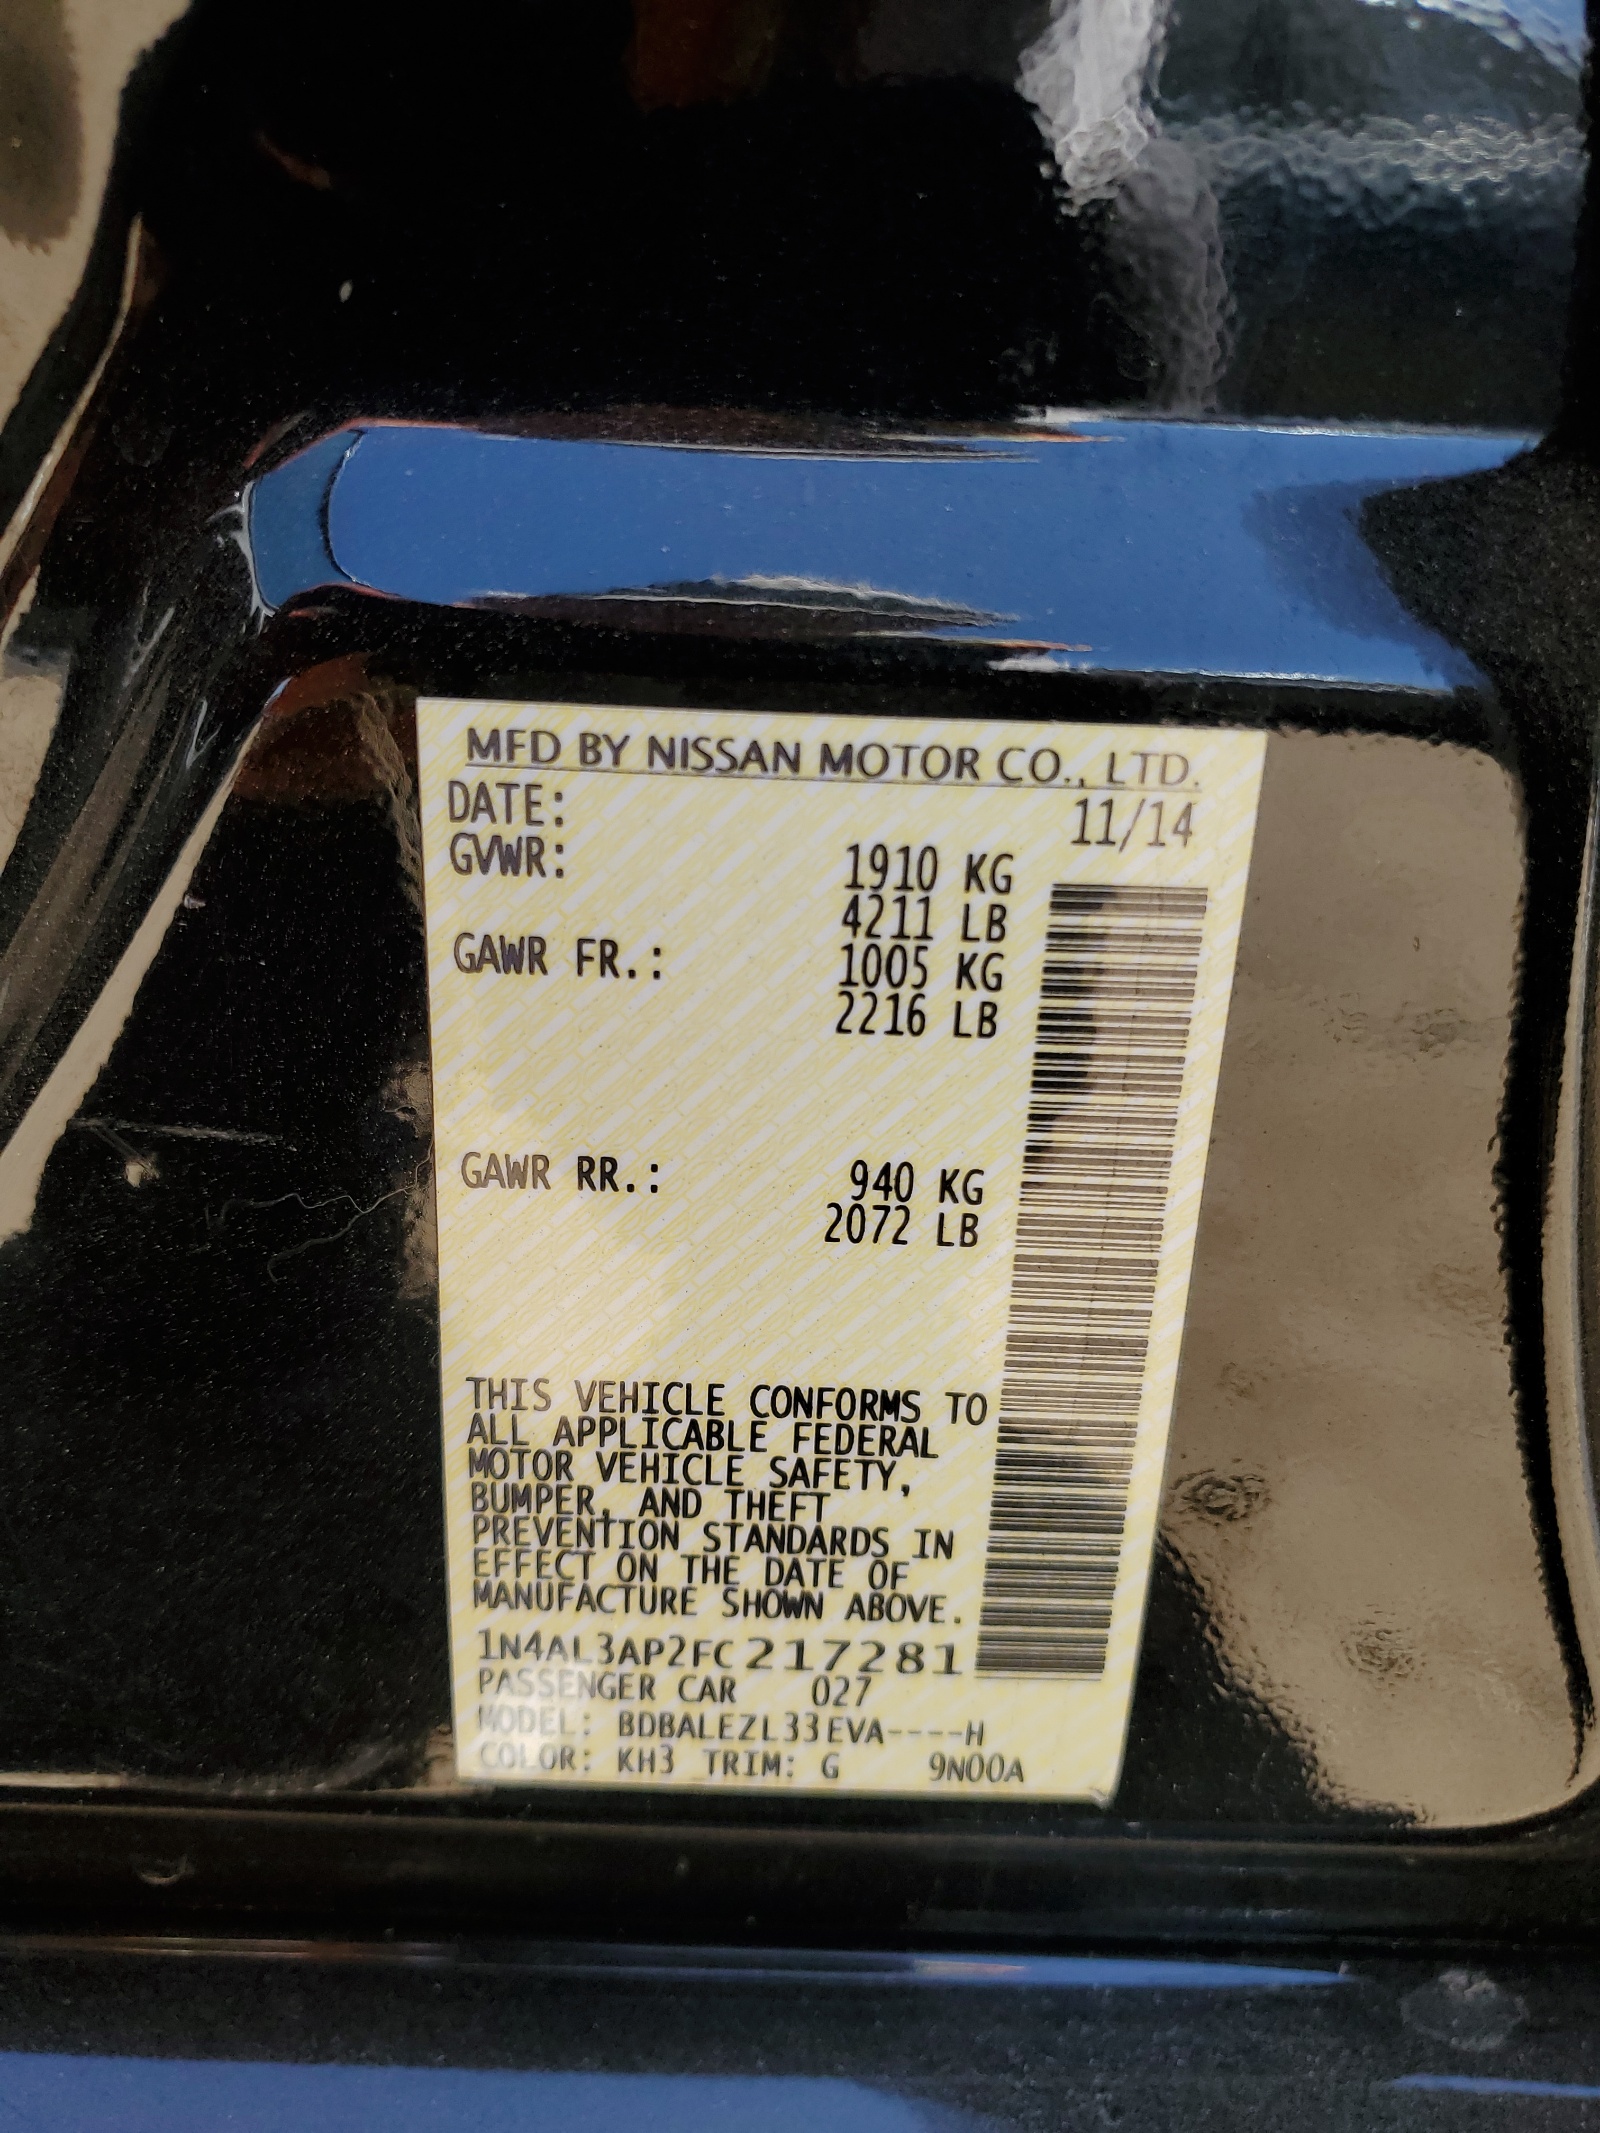 MFD BY NISSAN MOTOR CO., LTD.
DATE: 11/14
GVWR: 1910 KG
4211 LB
GAWR FR.: 1005 KG
2216 LB
GAWR RR.: 940 KG
2072 LB
THIS VEHICLE CONFORMS TO
ALL APPLICABLE FEDERAL
MOTOR VEHICLE SAFETY,
BUMPER, AND THEFT
PREVENTION STANDARDS IN
EFFECT ON THE DATE OF
MANUFACTURE SHOWN ABOVE.
1N4AL3AP2FC217281
PASSENGER CAR 027
MODEL: BDBALEZL33EVA----H
COLOR: KH3 TRIM: G 9N00A